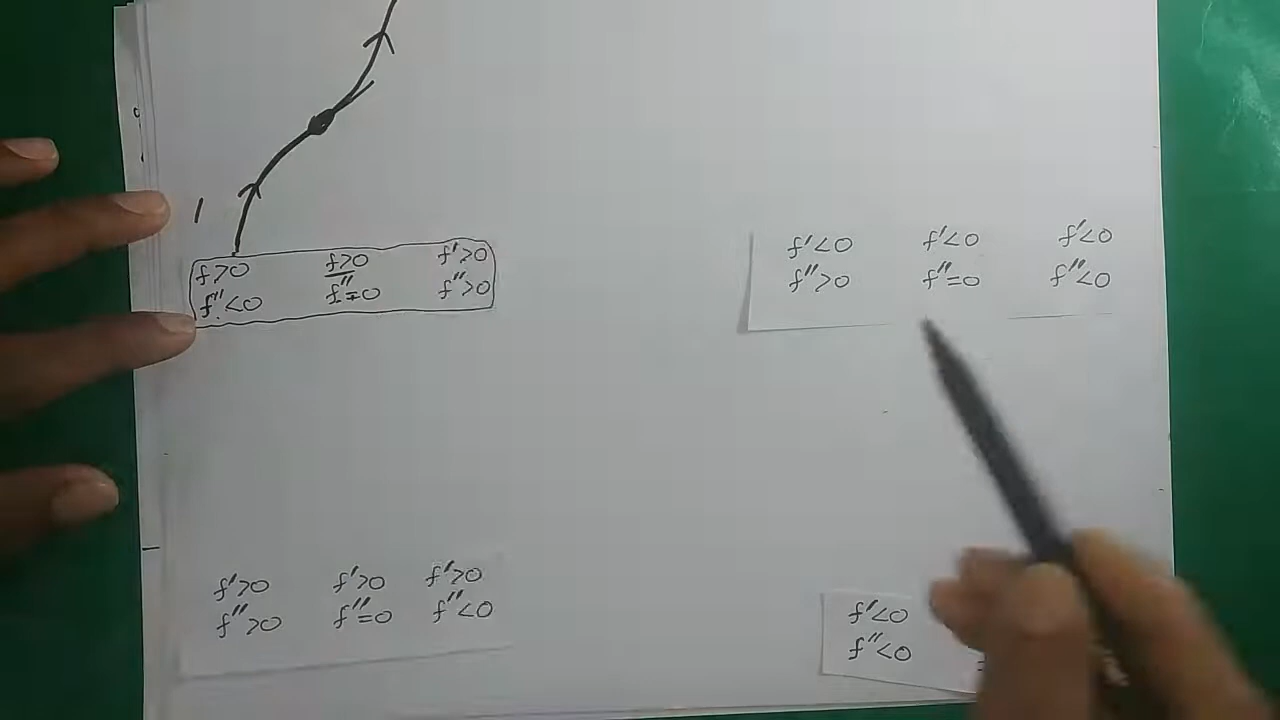 f>0 f>0 f'>0
f''<0 f''=0 f''>0
f'<0 f'<0 f'<0
f''>0 f''=0 f''<0
f'>0 f'>0 f'>0
f''>0 f''=0 f''<0
f'<0
f''<0